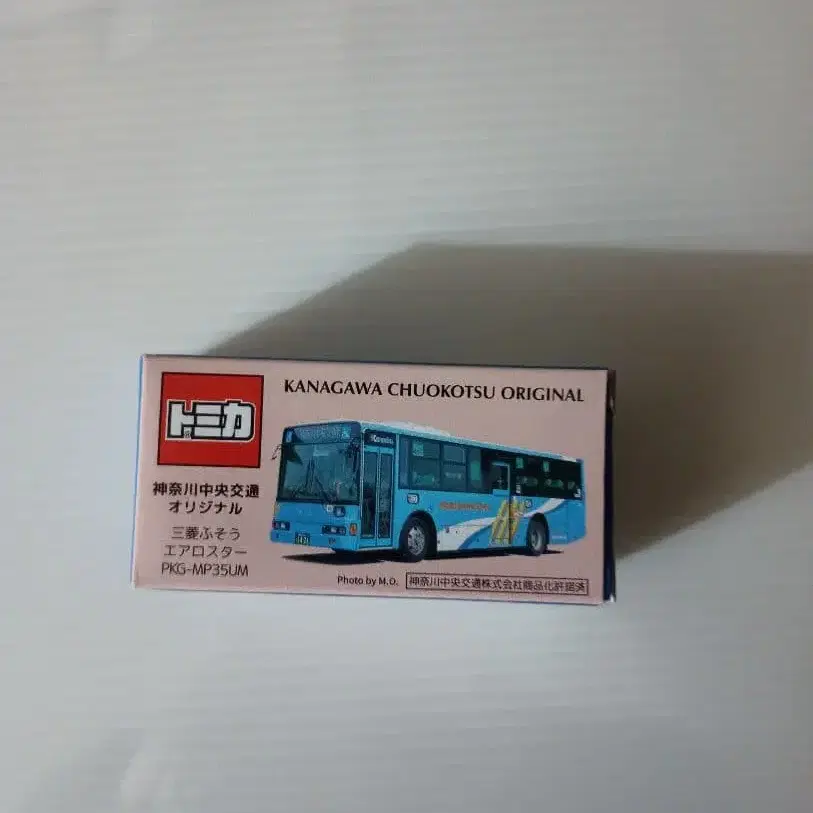 KANAGAWA CHUOKOTSU ORIGINAL
トミカ
神奈川中央交通
オリジナル
三菱ふそう
エアロスター
PKG-MP35UM
Photo by M.O.
神奈川中央交通株式会社商品化許諾済